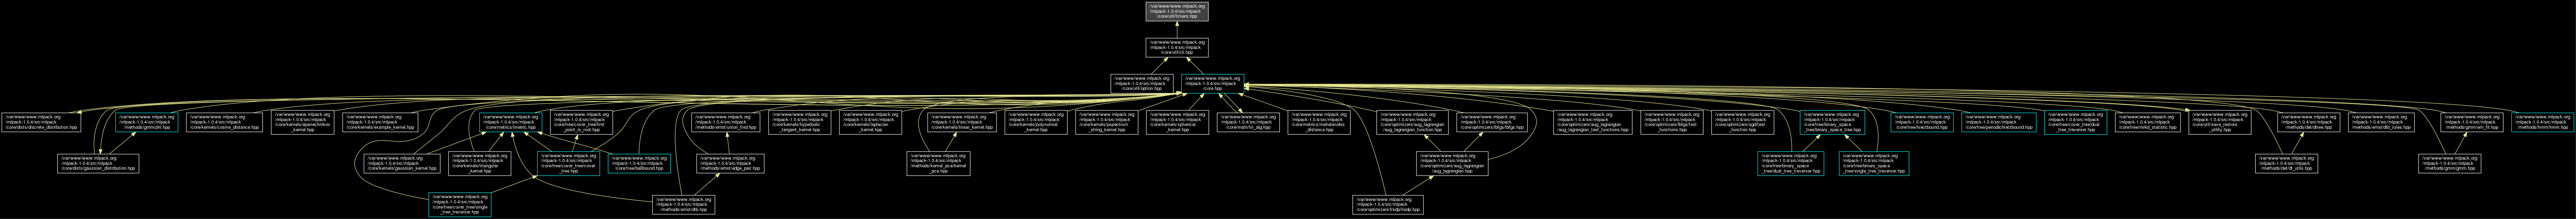 /var/www/www.mlpack.org
/mlpack-1.0.4/src/mlpack
/core/util/timers.hpp
/var/www/www.mlpack.org
/mlpack-1.0.4/src/mlpack
/core/util/cli.hpp
/var/www/www.mlpack.org
/mlpack-1.0.4/src/mlpack
/core/util/option.hpp
/var/www/www.mlpack.org
/mlpack-1.0.4/src/mlpack
/core.hpp
/var/www/www.mlpack.org
/mlpack-1.0.4/src/mlpack
/core/dists/discrete_distribution.hpp
/var/www/www.mlpack.org
/mlpack-1.0.4/src/mlpack
/methods/gmm/phi.hpp
/var/www/www.mlpack.org
/mlpack-1.0.4/src/mlpack
/core/kernels/cosine_distance.hpp
/var/www/www.mlpack.org
/mlpack-1.0.4/src/mlpack
/core/kernels/epanechnikov
_kernel.hpp
/var/www/www.mlpack.org
/mlpack-1.0.4/src/mlpack
/core/kernels/example_kernel.hpp
/var/www/www.mlpack.org
/mlpack-1.0.4/src/mlpack
/core/metrics/lmetric.hpp
/var/www/www.mlpack.org
/mlpack-1.0.4/src/mlpack
/core/tree/cover_tree/first
_point_is_root.hpp
/var/www/www.mlpack.org
/mlpack-1.0.4/src/mlpack
/methods/emst/union_find.hpp
/var/www/www.mlpack.org
/mlpack-1.0.4/src/mlpack
/core/kernels/hyperbolic
_tangent_kernel.hpp
/var/www/www.mlpack.org
/mlpack-1.0.4/src/mlpack
/core/kernels/laplacian
_kernel.hpp
/var/www/www.mlpack.org
/mlpack-1.0.4/src/mlpack
/core/kernels/linear_kernel.hpp
/var/www/www.mlpack.org
/mlpack-1.0.4/src/mlpack
/core/kernels/polynomial
_kernel.hpp
/var/www/www.mlpack.org
/mlpack-1.0.4/src/mlpack
/core/kernels/pspectrum
_string_kernel.hpp
/var/www/www.mlpack.org
/mlpack-1.0.4/src/mlpack
/core/kernels/spherical
_kernel.hpp
/var/www/www.mlpack.org
/mlpack-1.0.4/src/mlpack
/core/math/lin_alg.hpp
/var/www/www.mlpack.org
/mlpack-1.0.4/src/mlpack
/core/metrics/mahalanobis
_distance.hpp
/var/www/www.mlpack.org
/mlpack-1.0.4/src/mlpack
/core/optimizers/aug_lagrangian
/aug_lagrangian_function.hpp
/var/www/www.mlpack.org
/mlpack-1.0.4/src/mlpack
/core/optimizers/lbfgs/lbfgs.hpp
/var/www/www.mlpack.org
/mlpack-1.0.4/src/mlpack
/core/optimizers/aug_lagrangian
/aug_lagrangian_test_functions.hpp
/var/www/www.mlpack.org
/mlpack-1.0.4/src/mlpack
/core/optimizers/lbfgs/test
_functions.hpp
/var/www/www.mlpack.org
/mlpack-1.0.4/src/mlpack
/core/optimizers/sgd/test
_function.hpp
/var/www/www.mlpack.org
/mlpack-1.0.4/src/mlpack
/core/tree/binary_space
_tree/binary_space_tree.hpp
/var/www/www.mlpack.org
/mlpack-1.0.4/src/mlpack
/core/tree/hrectbound.hpp
/var/www/www.mlpack.org
/mlpack-1.0.4/src/mlpack
/core/tree/periodichrectbound.hpp
/var/www/www.mlpack.org
/mlpack-1.0.4/src/mlpack
/core/tree/cover_tree/dual
_tree_traverser.hpp
/var/www/www.mlpack.org
/mlpack-1.0.4/src/mlpack
/core/tree/mrkd_statistic.hpp
/var/www/www.mlpack.org
/mlpack-1.0.4/src/mlpack
/core/util/save_restore
_utility.hpp
/var/www/www.mlpack.org
/mlpack-1.0.4/src/mlpack
/methods/det/dtree.hpp
/var/www/www.mlpack.org
/mlpack-1.0.4/src/mlpack
/methods/emst/dtb_rules.hpp
/var/www/www.mlpack.org
/mlpack-1.0.4/src/mlpack
/methods/gmm/em_fit.hpp
/var/www/www.mlpack.org
/mlpack-1.0.4/src/mlpack
/methods/hmm/hmm.hpp
/var/www/www.mlpack.org
/mlpack-1.0.4/src/mlpack
/core/dists/gaussian_distribution.hpp
/var/www/www.mlpack.org
/mlpack-1.0.4/src/mlpack
/core/kernels/gaussian_kernel.hpp
/var/www/www.mlpack.org
/mlpack-1.0.4/src/mlpack
/core/kernels/triangular
_kernel.hpp
/var/www/www.mlpack.org
/mlpack-1.0.4/src/mlpack
/core/tree/cover_tree/cover
_tree.hpp
/var/www/www.mlpack.org
/mlpack-1.0.4/src/mlpack
/core/tree/ballbound.hpp
/var/www/www.mlpack.org
/mlpack-1.0.4/src/mlpack
/methods/emst/edge_pair.hpp
/var/www/www.mlpack.org
/mlpack-1.0.4/src/mlpack
/methods/kernel_pca/kernel
_pca.hpp
/var/www/www.mlpack.org
/mlpack-1.0.4/src/mlpack
/core/optimizers/aug_lagrangian
/aug_lagrangian.hpp
/var/www/www.mlpack.org
/mlpack-1.0.4/src/mlpack
/core/tree/binary_space
_tree/dual_tree_traverser.hpp
/var/www/www.mlpack.org
/mlpack-1.0.4/src/mlpack
/core/tree/binary_space
_tree/single_tree_traverser.hpp
/var/www/www.mlpack.org
/mlpack-1.0.4/src/mlpack
/methods/det/dt_utils.hpp
/var/www/www.mlpack.org
/mlpack-1.0.4/src/mlpack
/methods/gmm/gmm.hpp
/var/www/www.mlpack.org
/mlpack-1.0.4/src/mlpack
/core/tree/cover_tree/single
_tree_traverser.hpp
/var/www/www.mlpack.org
/mlpack-1.0.4/src/mlpack
/methods/emst/dtb.hpp
/var/www/www.mlpack.org
/mlpack-1.0.4/src/mlpack
/core/optimizers/lrsdp/lrsdp.hpp